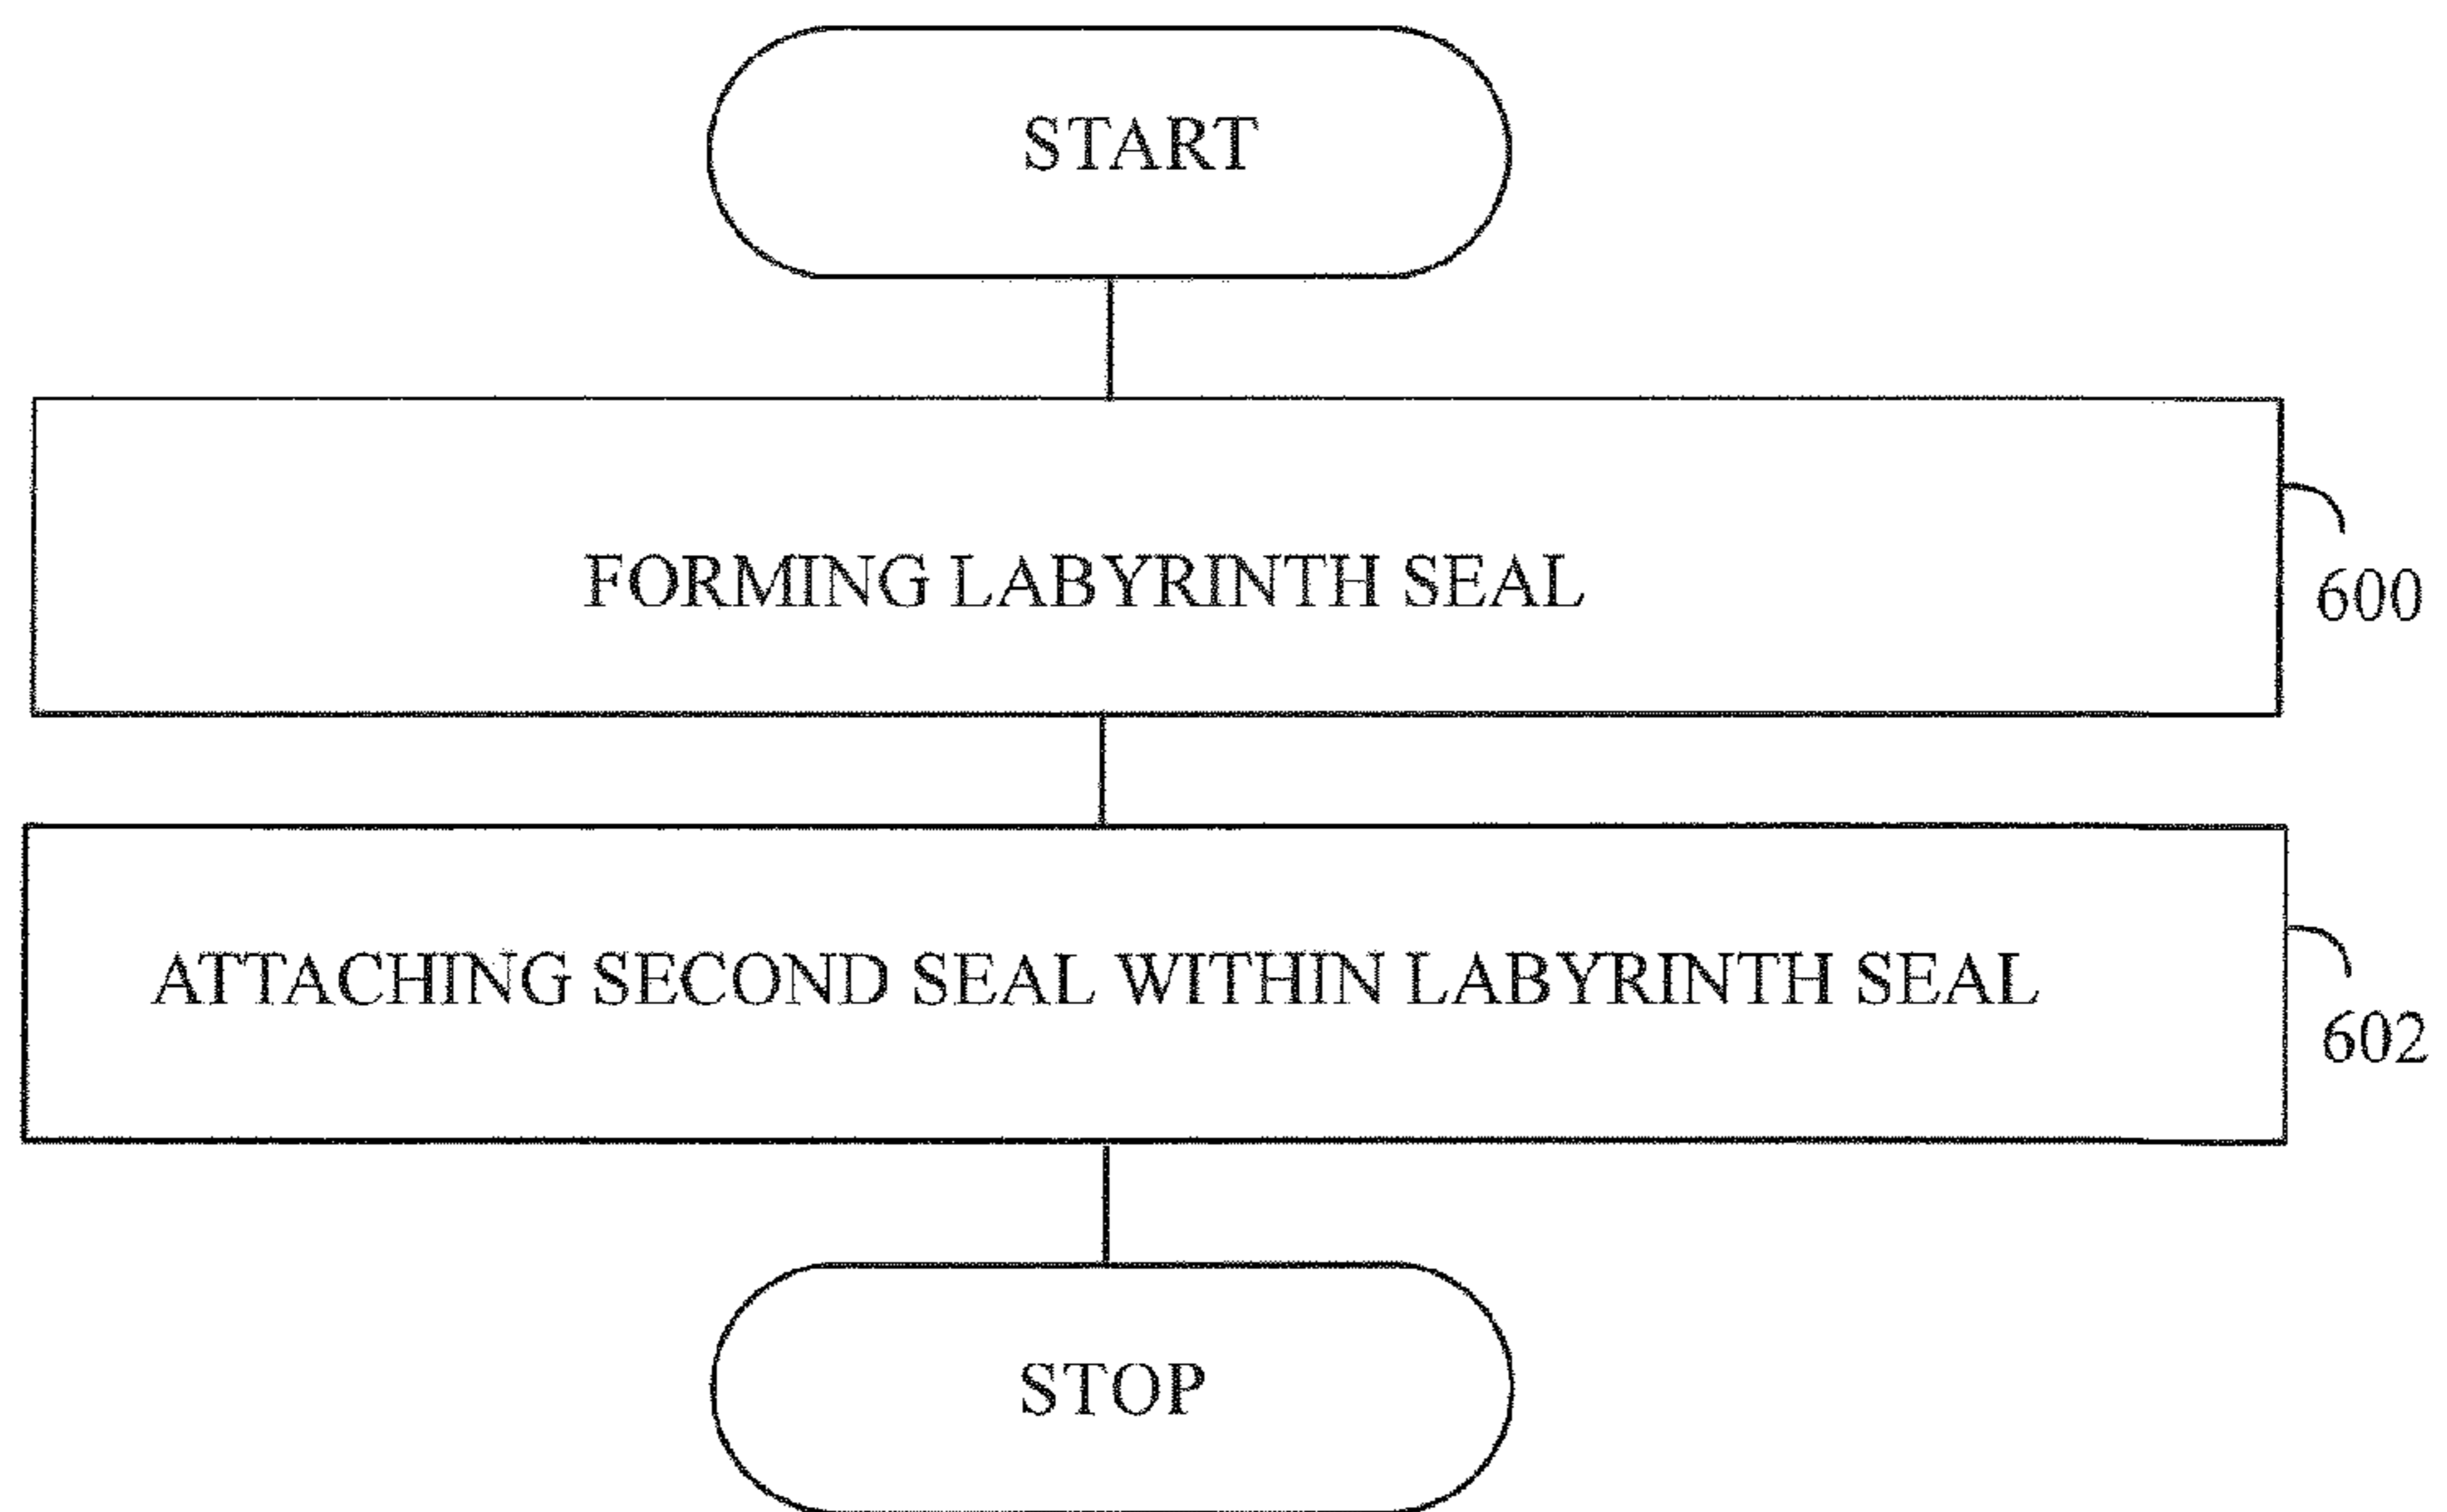 START
FORMING LABYRINTH SEAL
600
ATTACHING SECOND SEAL WITHIN LABYRINTH SEAL
602
STOP